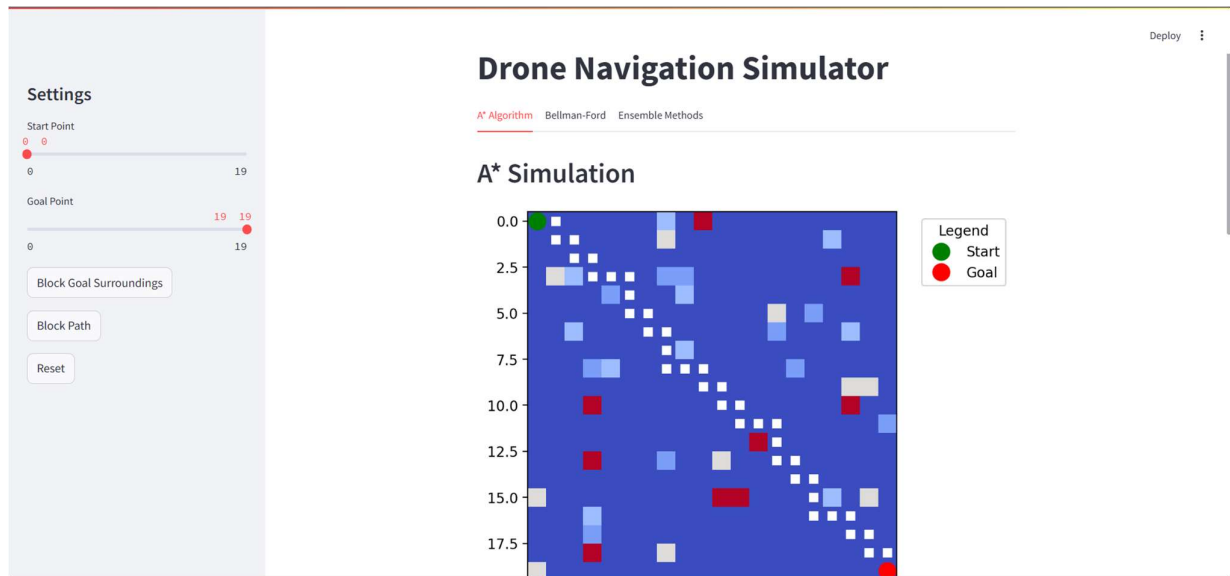 Deploy
Drone Navigation Simulator
Settings
A* Algorithm Bellman-Ford Ensemble Methods
Start Point
0 0
0 19
A* Simulation
Goal Point
19 19
0 19
Block Goal Surroundings
Block Path
Reset
0.0
2.5
5.0
7.5
10.0
12.5
15.0
17.5
Legend
Start
Goal